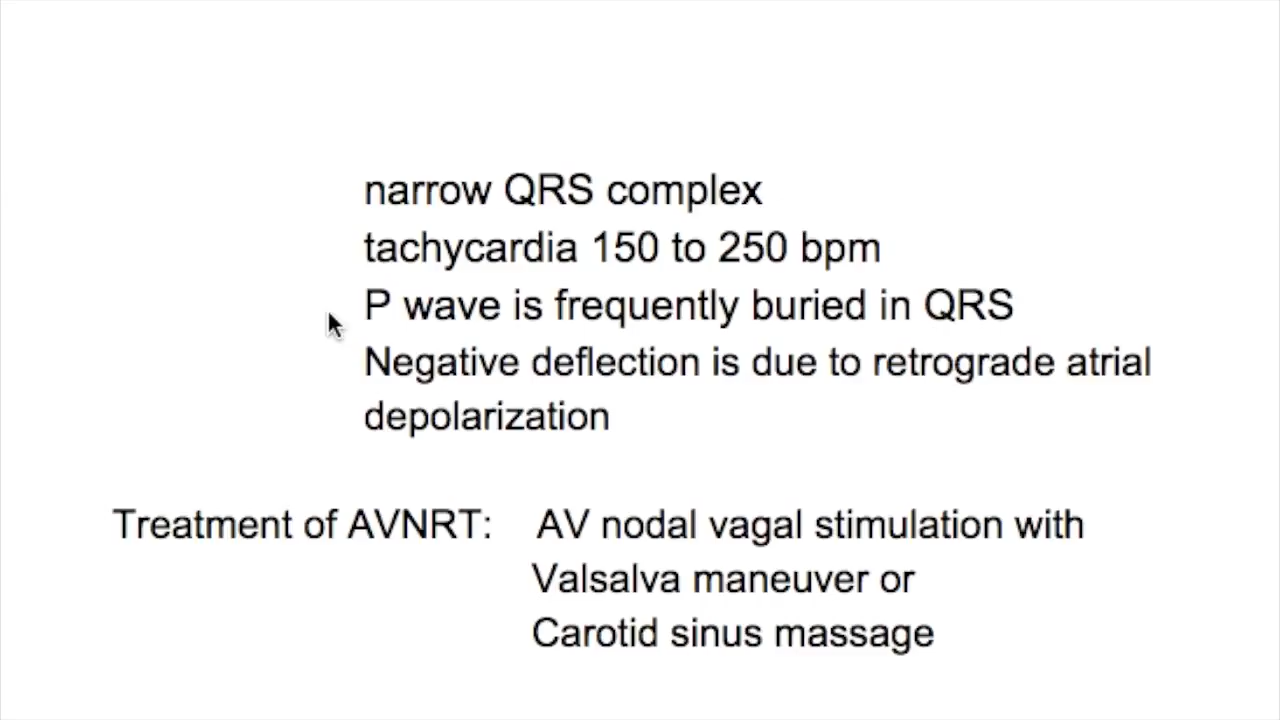 narrow QRS complex
tachycardia 150 to 250 bpm
P wave is frequently buried in QRS
Negative deflection is due to retrograde atrial
depolarization
Treatment of AVNRT: AV nodal vagal stimulation with
Valsalva maneuver or
Carotid sinus massage